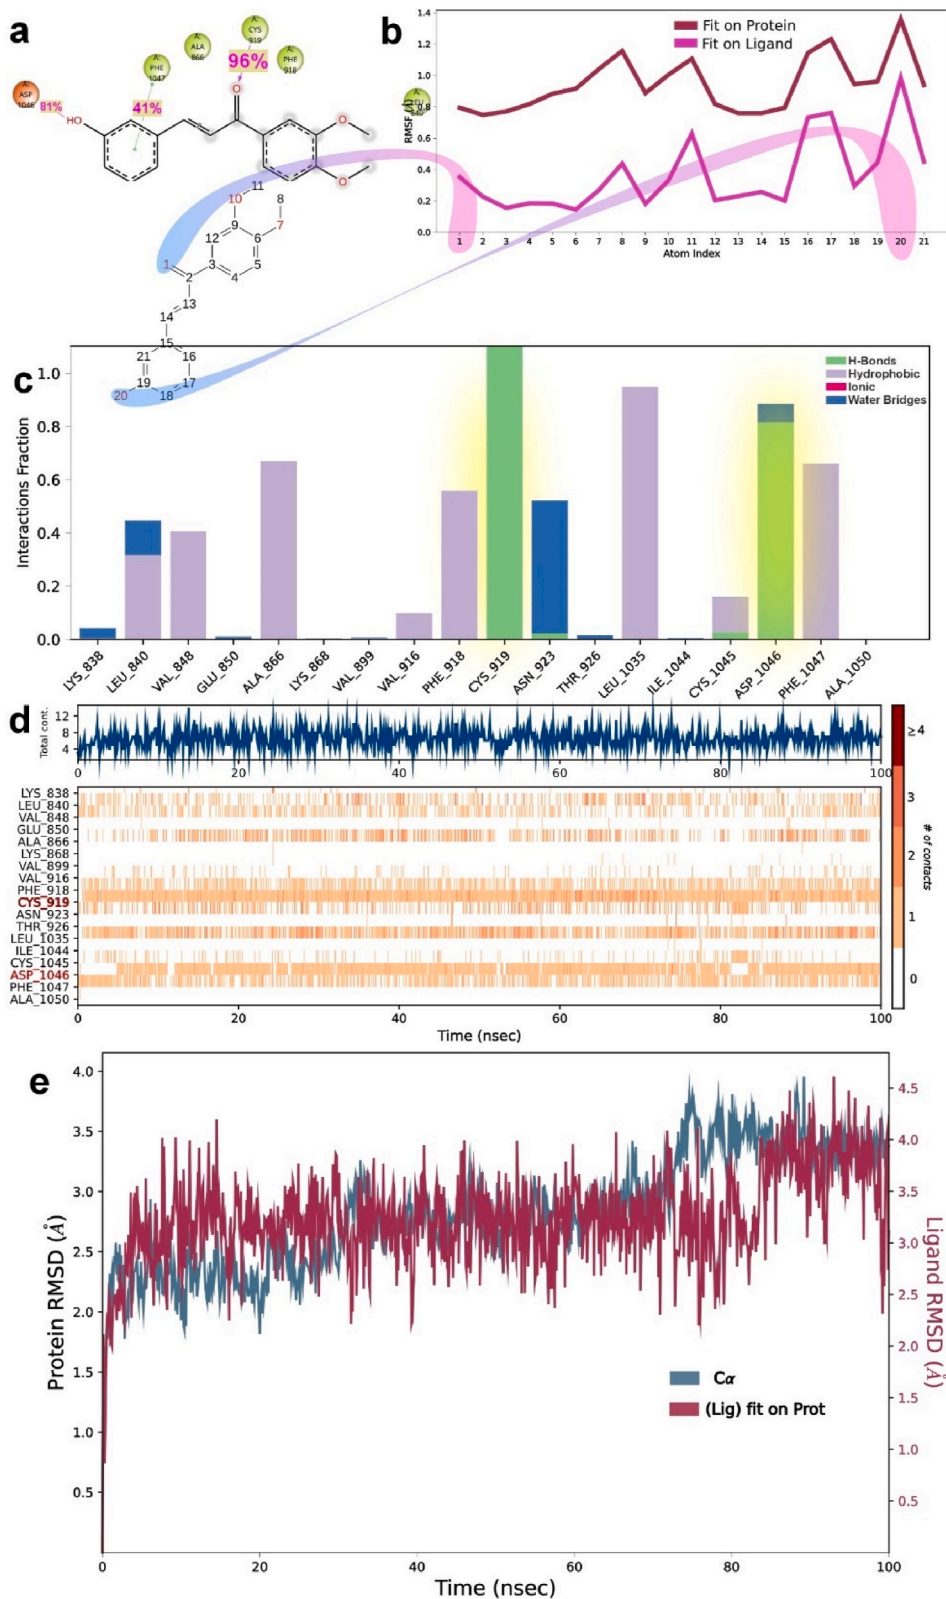 a
A:
CYS
919
A:
ALA
866
A:
PHE
918
96%
A:
PHE
1047
A:
ASP
1046
81%
HO
41%
O
O
O
11
10
8
9
7
12
6
1
3
5
2
4
13
14
15
21
16
19
17
20
18
b
Fit on Protein
Fit on Ligand
RMSF (Å)
1.4
1.2
1.0
0.8
0.6
0.4
0.2
0.0
1 2 3 4 5 6 7 8 9 10 11 12 13 14 15 16 17 18 19 20 21
Atom Index
c
H-Bonds
Hydrophobic
Ionic
Water Bridges
Interactions Fraction
1.0
0.8
0.6
0.4
0.2
0.0
LYS_838
LEU_840
VAL_848
GLU_850
ALA_866
LYS_868
VAL_899
VAL_916
PHE_918
CYS_919
ASN_923
THR_926
LEU_1035
ILE_1044
CYS_1045
ASP_1046
PHE_1047
ALA_1050
d
Total cont.
12
8
4
0 20 40 60 80 100
LYS_838
LEU_840
VAL_848
GLU_850
ALA_866
LYS_868
VAL_899
VAL_916
PHE_918
CYS_919
ASN_923
THR_926
LEU_1035
ILE_1044
CYS_1045
ASP_1046
PHE_1047
ALA_1050
0 20 40 60 80 100
Time (nsec)
≥4
3
2
1
0
# of contacts
e
Protein RMSD (Å)
4.0
3.5
3.0
2.5
2.0
1.5
1.0
0.5
Cα
(Lig) fit on Prot
4.5
4.0
3.5
3.0
2.5
2.0
1.5
1.0
0.5
Ligand RMSD (Å)
0 20 40 60 80 100
Time (nsec)